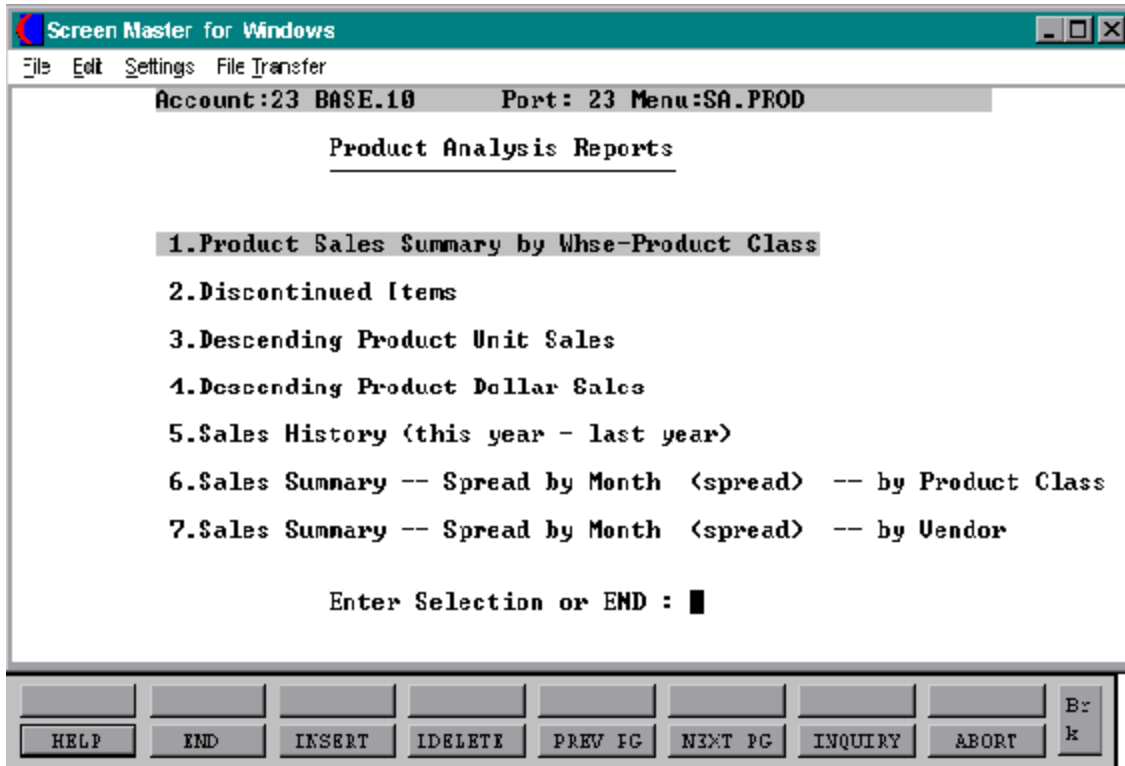 Screen Master for Windows
File Edit Settings File Transfer
Account:23 BASE.10 Port: 23 Menu:SA.PROD
Product Analysis Reports
1.Product Sales Summary by Whse-Product Class
2.Discontinued Items
3.Descending Product Unit Sales
4.Descending Product Dollar Sales
5.Sales History (this year - last year)
6.Sales Summary -- Spread by Month (spread) -- by Product Class
7.Sales Summary -- Spread by Month (spread) -- by Vendor
Enter Selection or END :
HELP END INSERT IDELETE PREV PG NEXT PG INQUIRY ABORT Brk